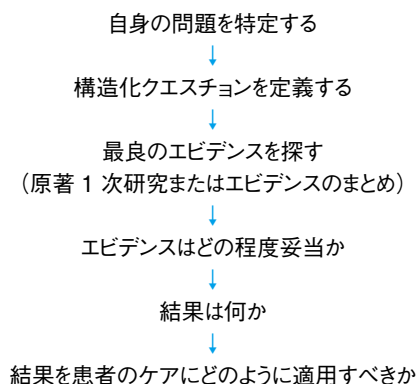 自身の問題を特定する
↓
構造化クエスチョンを定義する
↓
最良のエビデンスを探す
（原著 1 次研究またはエビデンスのまとめ）
↓
エビデンスはどの程度妥当か
↓
結果は何か
↓
結果を患者のケアにどのように適用すべきか